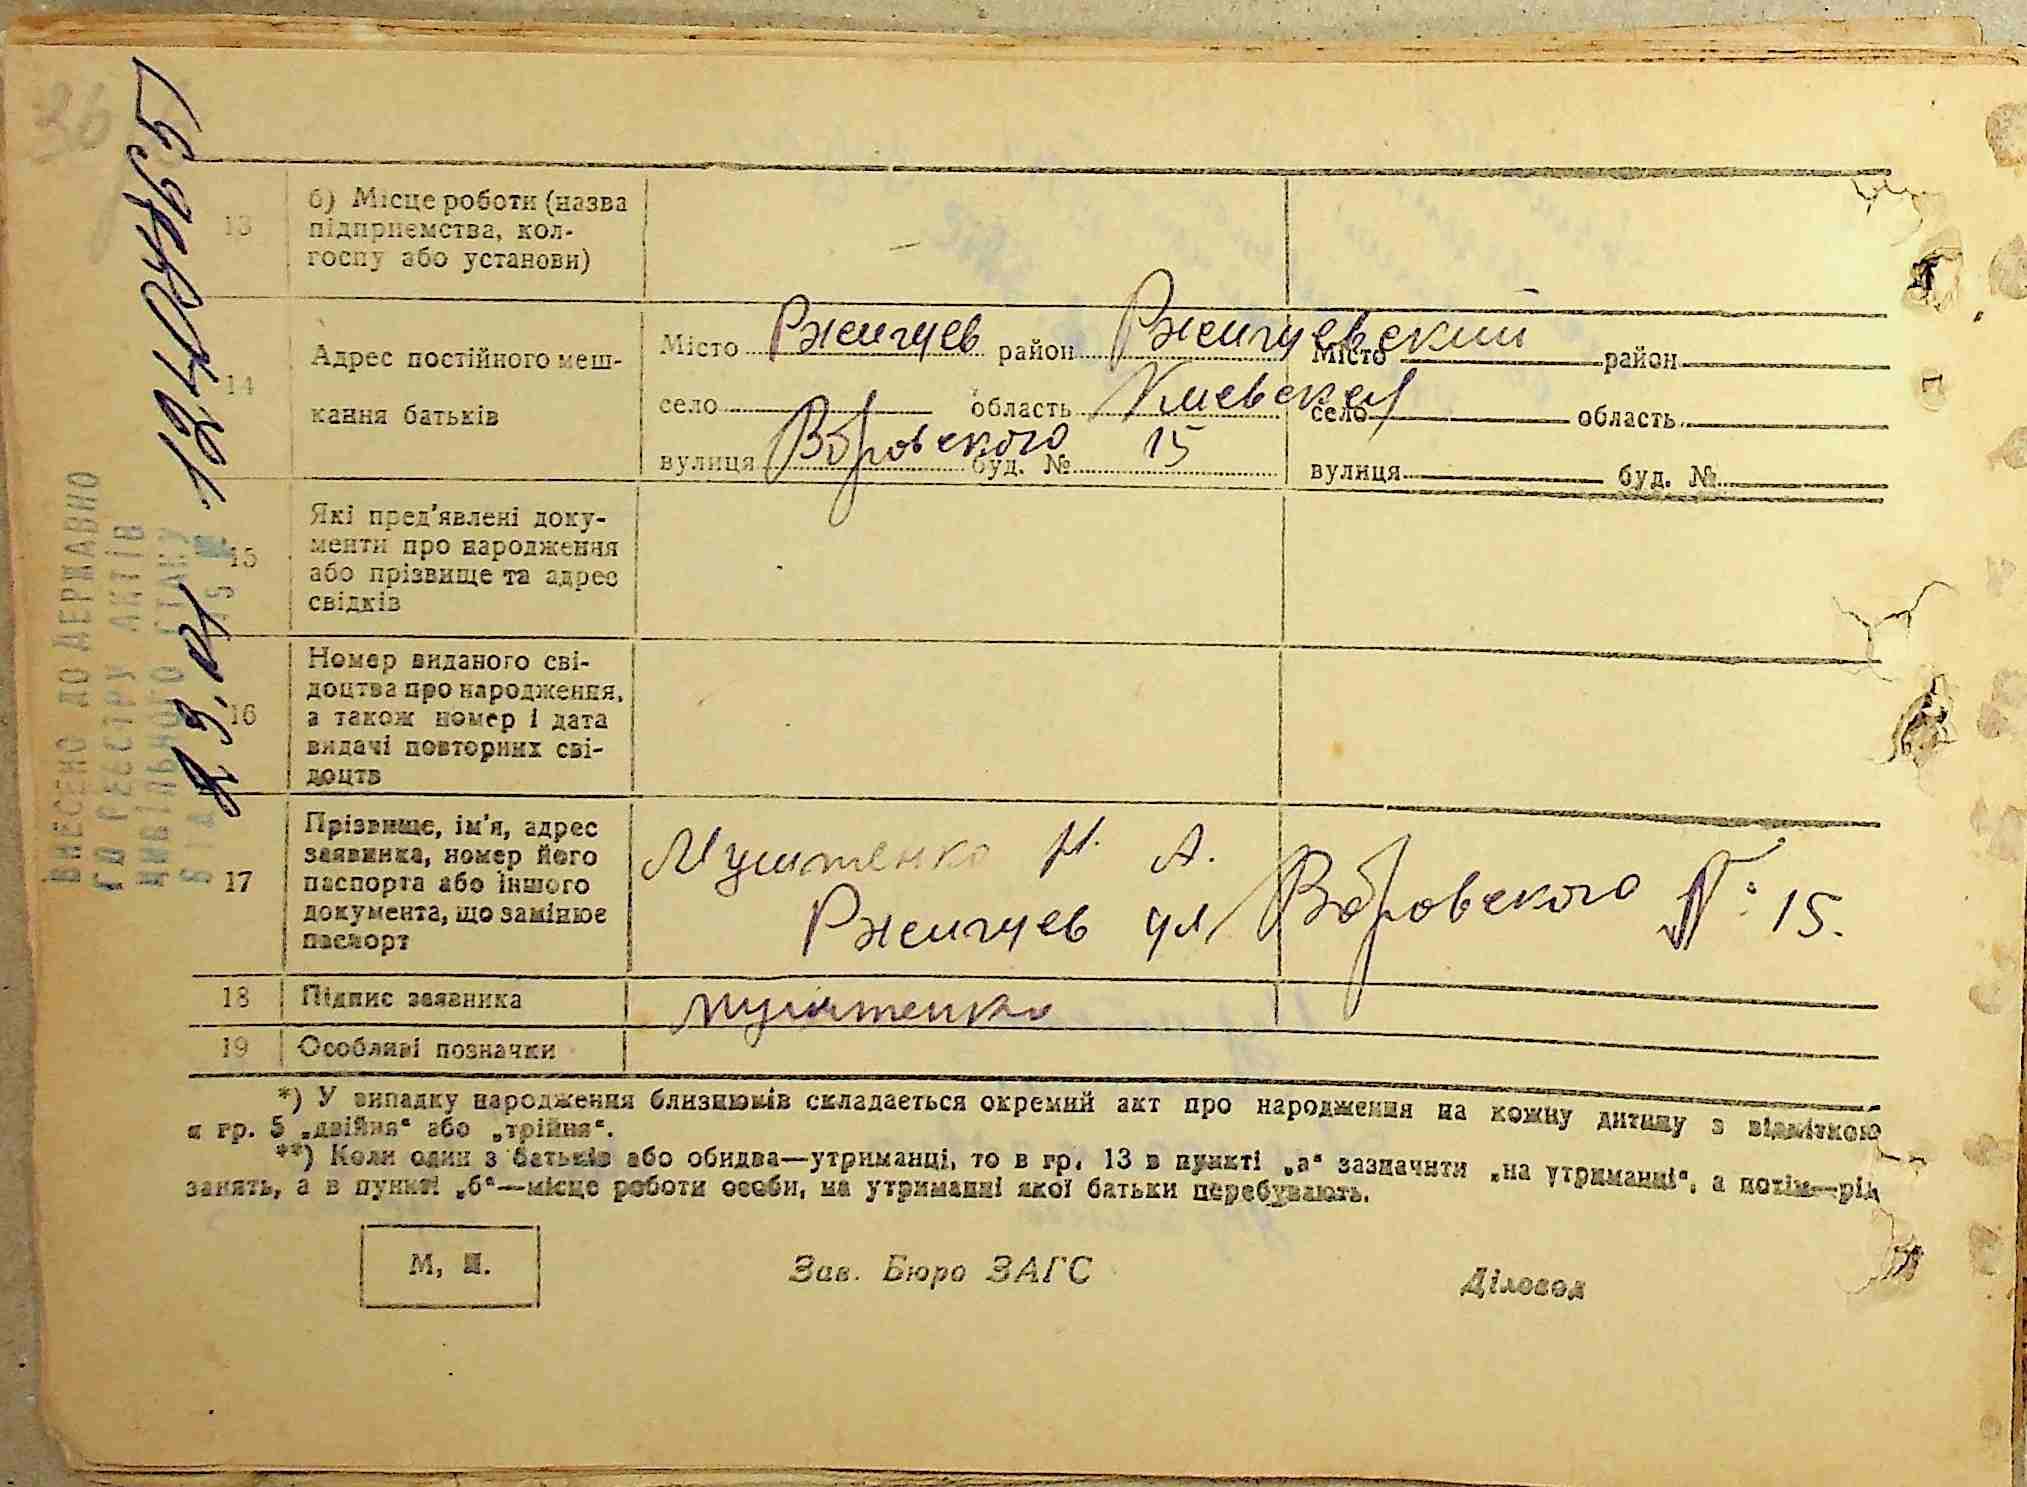 36
ВНЕСЕНО ДО ДЕРЖАВНО
ГО РЕЄСТРУ АКТІВ
ЦИВІЛЬНОГО СТАНУ
13 б) Місце роботи (назва
підприємства, кол-
госпу або установи)
14 Адрес постійного меш-
кання батьків
Місто Ржищев район Ржищевский
село область Киевская
вулиця Воровского буд. № 15
Місто район
село область
вулиця буд. №
15 Які пред'явлені доку-
менти про народження
або прізвище та адрес
свідків
16 Номер виданого сві-
доцтва про народження,
а також номер і дата
видачі повторних сві-
доцтв
17 Прізвище, ім'я, адрес
заявника, номер його
паспорта або іншого
документа, що замінює
паспорт
Н. А.
Ржищев ул Воровского №: 15.
18 Підпис заявника
19 Особливі позначки
*) У випадку народження близнюків складається окремий акт про народження на кожну дитину з відміткою
в гр. 5 „двійня“ або „трійня“.
**) Коли один з батьків або обидва—утриманці, то в гр. 13 в пункті „а“ зазначити „на утриманні“, а потім—рід
занять, а в пункті „б“—місце роботи особи, на утриманні якої батьки перебувають.
М, П.
Зав. Бюро ЗАГС
Діловод